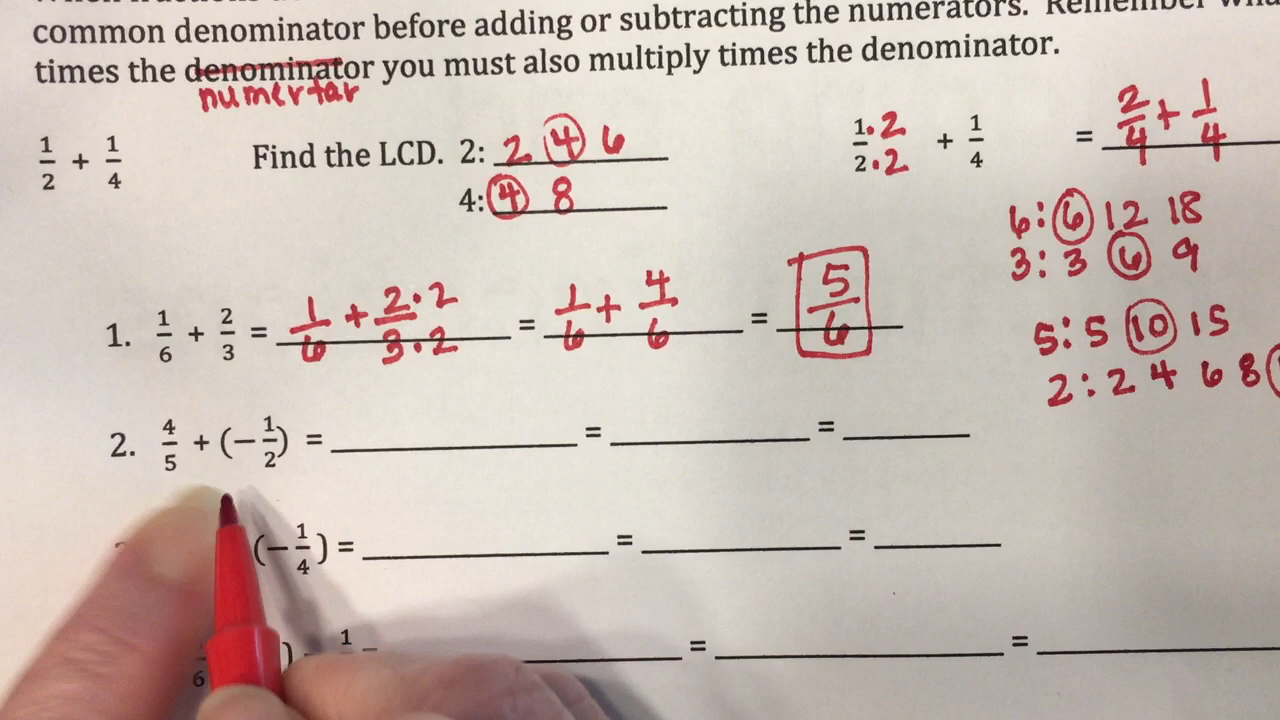 common denominator before adding or subtracting the numerators.
times the denominator you must also multiply times the denominator.
numertar
1/2 + 1/4 Find the LCD. 2: 2 4 6 1·2/2·2 + 1/4 = 2/4 + 1/4
4: 4 8
6: 6 12 18
3: 3 6 9
1. 1/6 + 2/3 = 1/6 + 2·2/3·2 = 1/6 + 4/6 = 5/6
5: 5 10 15
2: 2 4 6 8
2. 4/5 + (-1/2) = = =
(-1/4) = = =
6 ) 1 = =